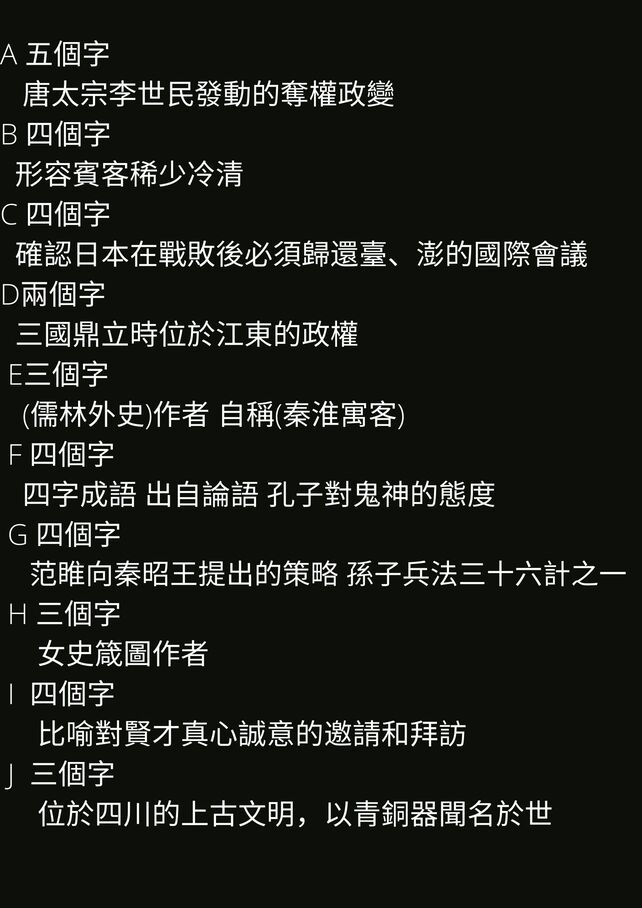 A 五個字
唐太宗李世民發動的奪權政變
B 四個字
形容賓客稀少冷清
C 四個字
確認日本在戰敗後必須歸還臺、澎的國際會議
D兩個字
三國鼎立時位於江東的政權
E三個字
(儒林外史)作者 自稱(秦淮寓客)
F 四個字
四字成語 出自論語 孔子對鬼神的態度
G 四個字
范睢向秦昭王提出的策略 孫子兵法三十六計之一
H 三個字
女史箴圖作者
I 四個字
比喻對賢才真心誠意的邀請和拜訪
J 三個字
位於四川的上古文明，以青銅器聞名於世